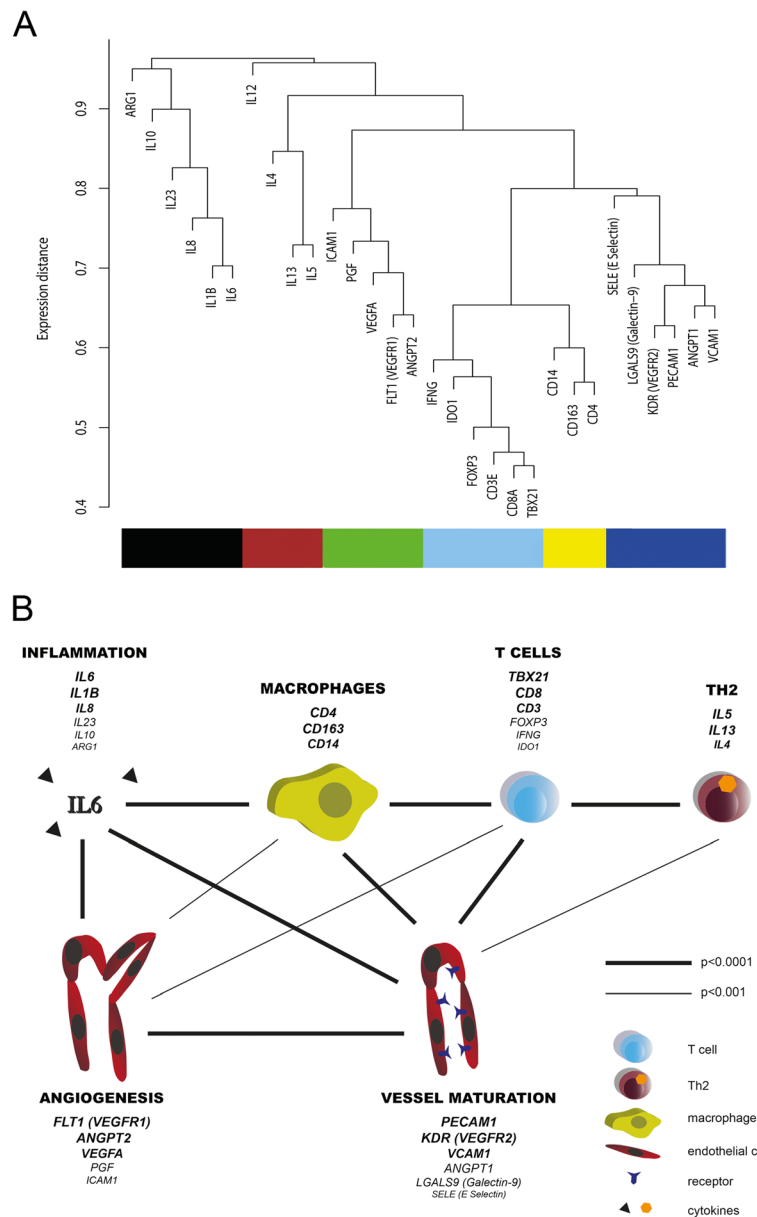 A
Expression distance
0.9
0.8
0.7
0.6
0.5
0.4
ARG1
IL10
IL23
IL8
IL1B
IL6
IL12
IL4
IL13
IL5
ICAM1
PGF
VEGFA
FLT1 (VEGFR1)
ANGPT2
IFNG
IDO1
FOXP3
CD3E
CD8A
TBX21
CD14
CD163
CD4
SELE (E Selectin)
LGALS9 (Galectin−9)
KDR (VEGFR2)
PECAM1
ANGPT1
VCAM1
B
INFLAMMATION
IL6
IL1B
IL8
IL23
IL10
ARG1
MACROPHAGES
CD4
CD163
CD14
T CELLS
TBX21
CD8
CD3
FOXP3
IFNG
IDO1
TH2
IL5
IL13
IL4
IL6
ANGIOGENESIS
FLT1 (VEGFR1)
ANGPT2
VEGFA
PGF
ICAM1
VESSEL MATURATION
PECAM1
KDR (VEGFR2)
VCAM1
ANGPT1
LGALS9 (Galectin-9)
SELE (E Selectin)
p<0.0001
p<0.001
T cell
Th2
macrophage
endothelial c
receptor
cytokines